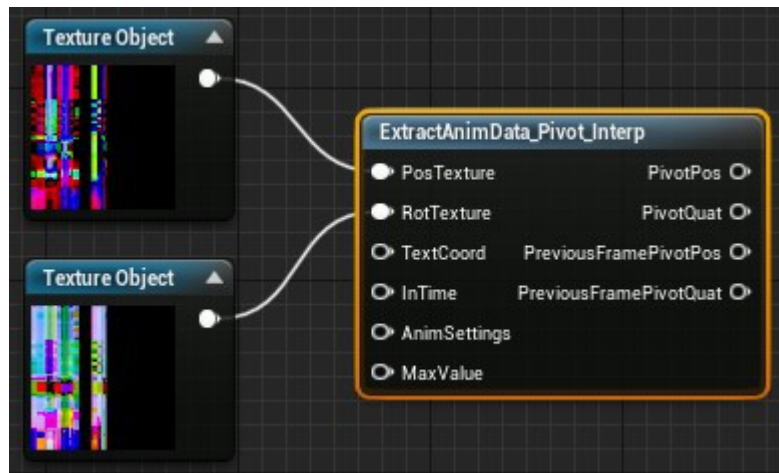 Texture Object
ExtractAnimData_Pivot_Interp
PosTexture PivotPos
RotTexture PivotQuat
TextCoord PreviousFramePivotPos
InTime PreviousFramePivotQuat
AnimSettings
MaxValue
Texture Object